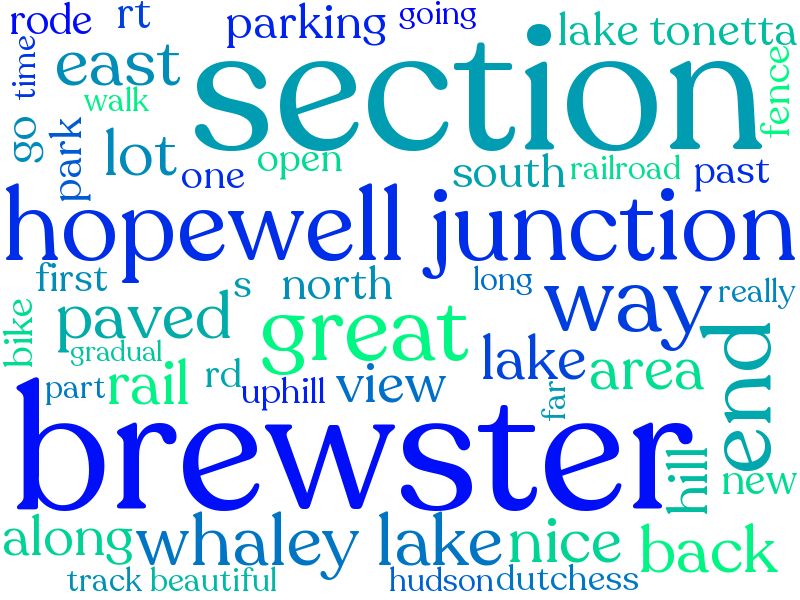 rode rt parking going lake tonetta
time east section fence
walk
go park lot one open south railroad past
hopewell junction
first s north long way really
bike paved great lake end
gradual
part rail rd uphill view far area
brewster hill new
along whaley lake nice back
track beautiful hudson dutchess